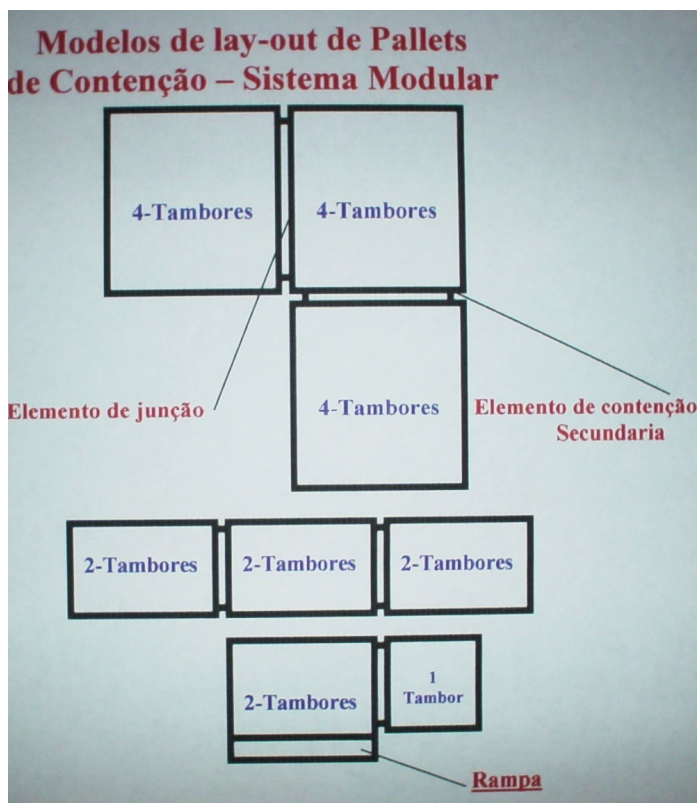 Modelos de lay-out de Pallets
de Contenção – Sistema Modular
4-Tambores
4-Tambores
4-Tambores
Elemento de junção
Elemento de contenção
Secundaria
2-Tambores
2-Tambores
2-Tambores
2-Tambores
1
Tambor
Rampa